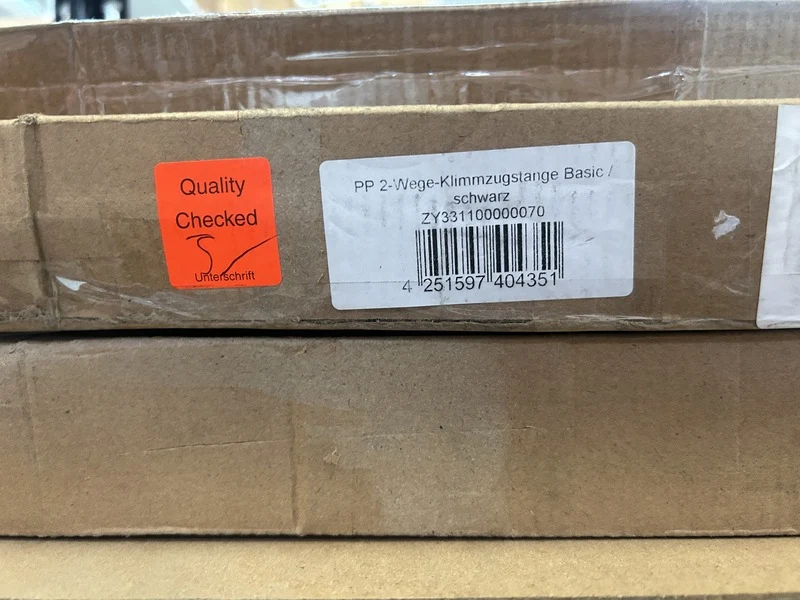 Quality
Checked
Unterschrift
PP 2-Wege-Klimmzugstange Basic /
schwarz
ZY331100000070
4 251597 404351